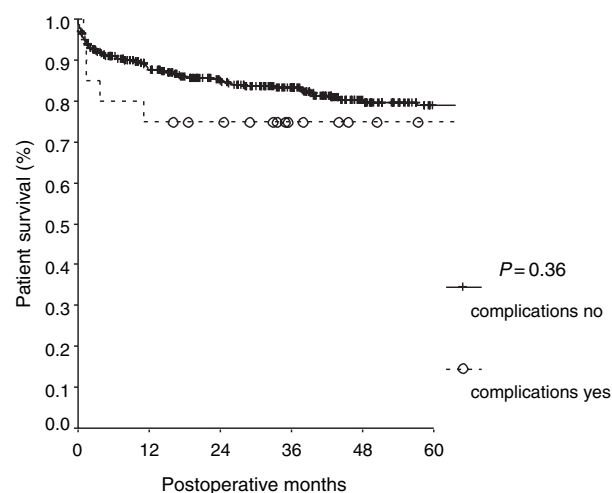 Patient survival (%)
1.0
0.9
0.8
0.7
0.6
0.5
0.4
0.3
0.2
0.1
0.0
0 12 24 36 48 60
Postoperative months
P = 0.36
complications no
complications yes